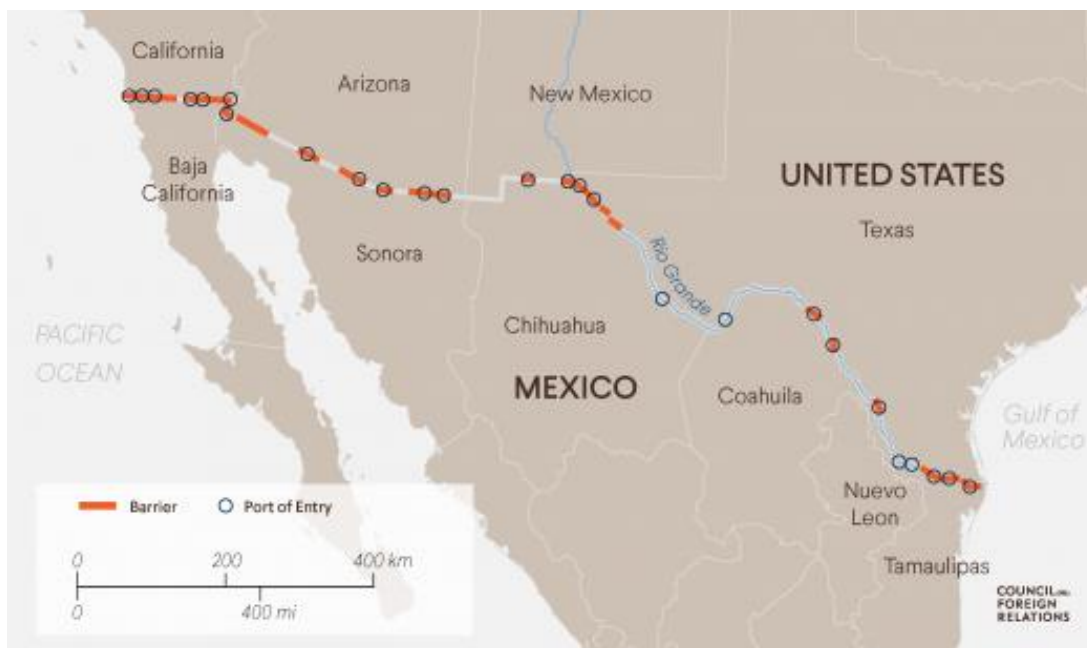 California
Arizona
New Mexico
UNITED STATES
Texas
Baja
California
Sonora
Rio Grande
Chihuahua
MEXICO
Coahuila
PACIFIC
OCEAN
Gulf of
Mexico
Nuevo
Leon
Tamaulipas
Barrier
Port of Entry
0 200 400 km
0 400 mi
COUNCIL on
FOREIGN
RELATIONS